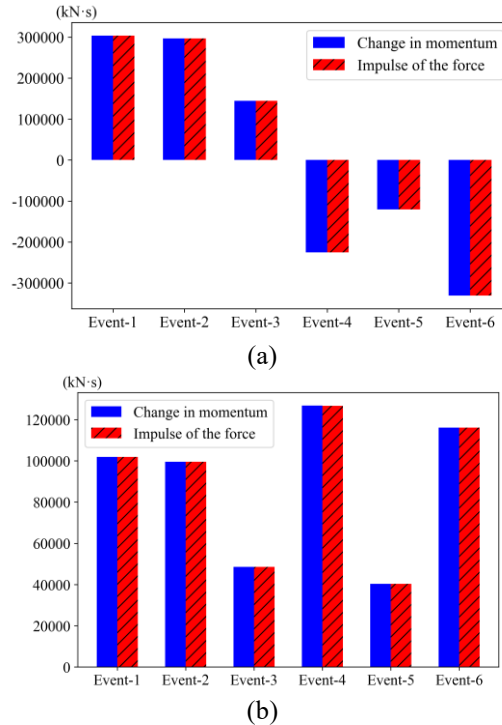 (kN·s)
300000
200000
100000
0
-100000
-200000
-300000
Change in momentum
Impulse of the force
Event-1 Event-2 Event-3 Event-4 Event-5 Event-6
(a)
(kN·s)
120000
100000
80000
60000
40000
20000
0
Change in momentum
Impulse of the force
Event-1 Event-2 Event-3 Event-4 Event-5 Event-6
(b)